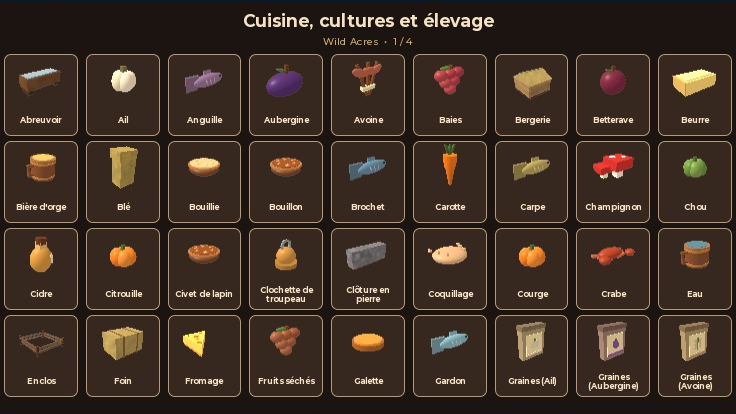 Cuisine, cultures et élevage
Wild Acres • 1 / 4
Abreuvoir
Ail
Anguille
Aubergine
Avoine
Baies
Bergerie
Betterave
Beurre
Bière d'orge
Blé
Bouillie
Bouillon
Brochet
Carotte
Carpe
Champignon
Chou
Cidre
Citrouille
Civet de lapin
Clochette de
troupeau
Clôture en
pierre
Coquillage
Courge
Crabe
Eau
Enclos
Foin
Fromage
Fruits séchés
Galette
Gardon
Graines (Ail)
Graines
(Aubergine)
Graines
(Avoine)